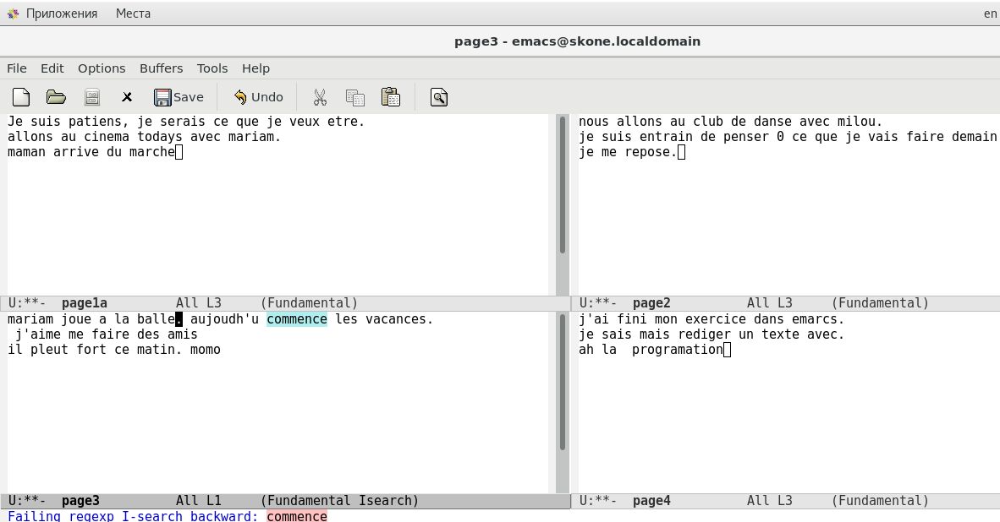 Приложения Места en
page3 - emacs@skone.localdomain
File Edit Options Buffers Tools Help
Save Undo
Je suis patiens, je serais ce que je veux etre.
allons au cinema todays avec mariam.
maman arrive du marche
U:**- page1a All L3 (Fundamental)
nous allons au club de danse avec milou.
je suis entrain de penser 0 ce que je vais faire demain
je me repose.
U:**- page2 All L3 (Fundamental)
mariam joue a la balle. aujoudh'u commence les vacances.
j'aime me faire des amis
il pleut fort ce matin. momo
U:**- page3 All L1 (Fundamental Isearch)
j'ai fini mon exercice dans emarcs.
je sais mais rediger un texte avec.
ah la  programation
U:**- page4 All L3 (Fundamental)
Failing regexp I-search backward: commence